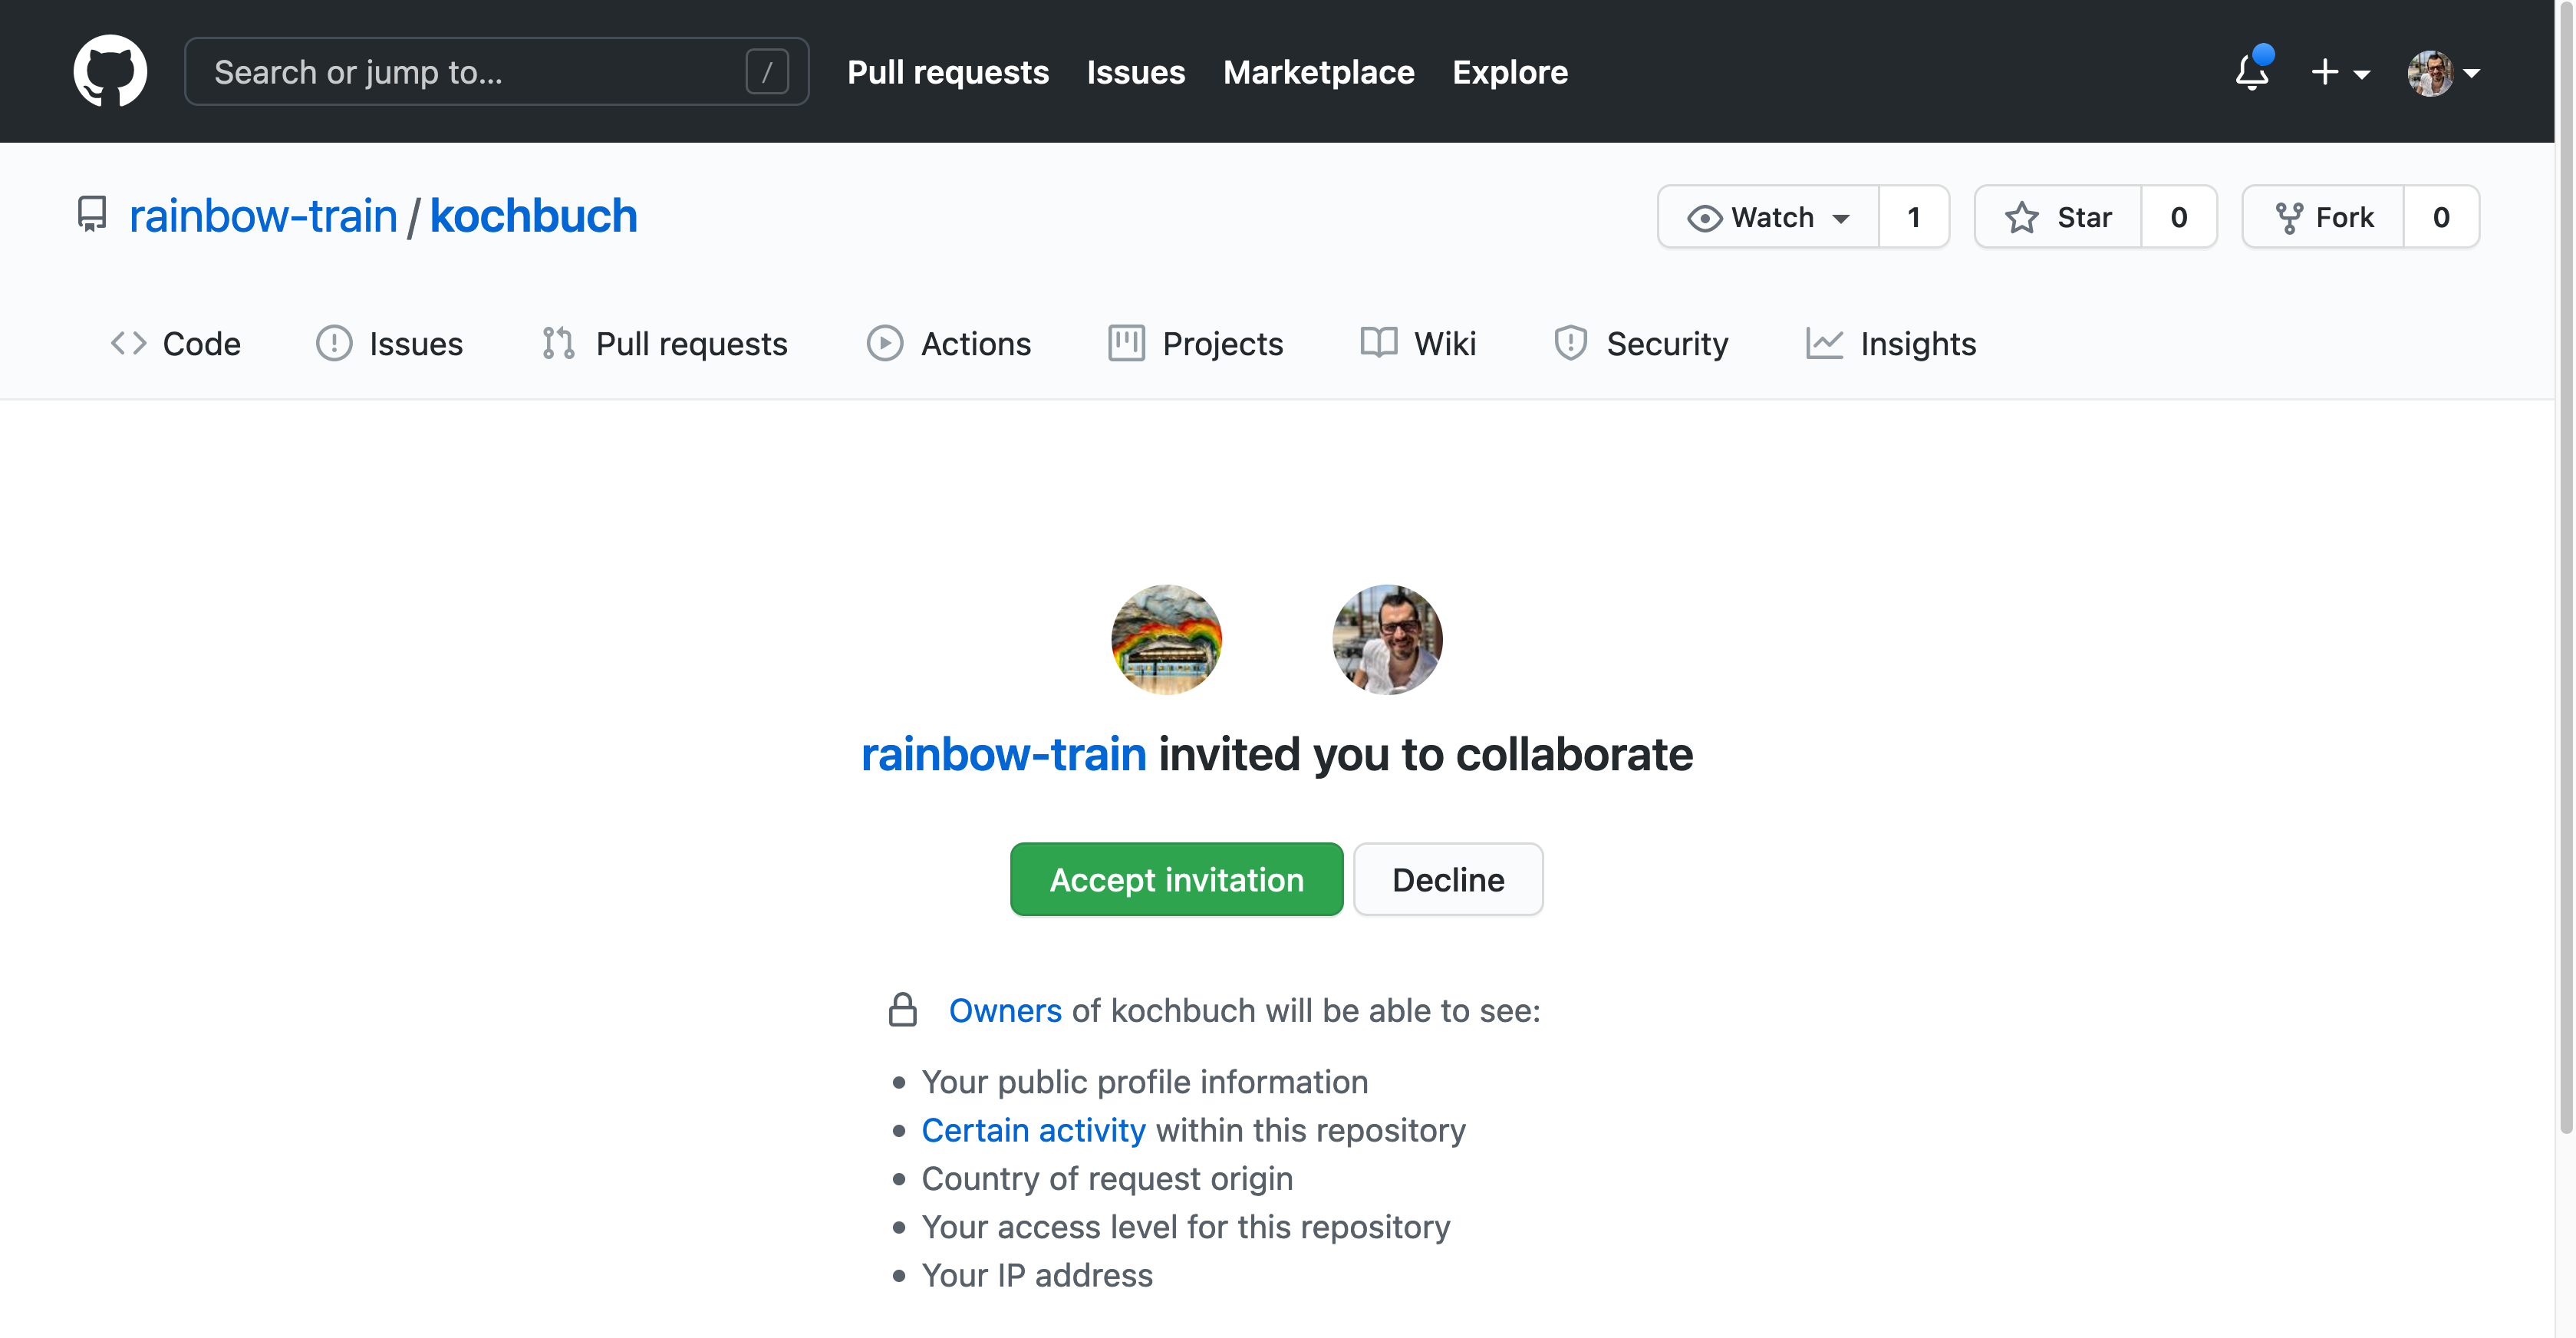 Search or jump to... / Pull requests Issues Marketplace Explore
rainbow-train / kochbuch Watch 1 Star 0 Fork 0
Code Issues Pull requests Actions Projects Wiki Security Insights
rainbow-train invited you to collaborate
Accept invitation Decline
Owners of kochbuch will be able to see:
Your public profile information
Certain activity within this repository
Country of request origin
Your access level for this repository
Your IP address